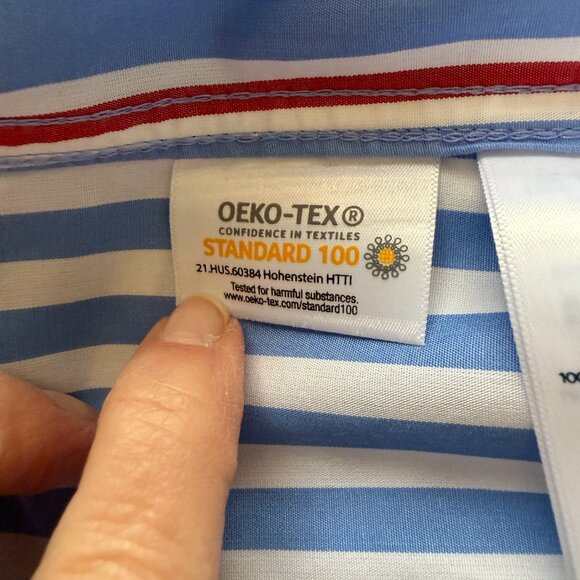 OEKO-TEX®
CONFIDENCE IN TEXTILES
STANDARD 100
21.HUS.60384 Hohenstein HTTI
Tested for harmful substances.
www.oeko-tex.com/standard100
100